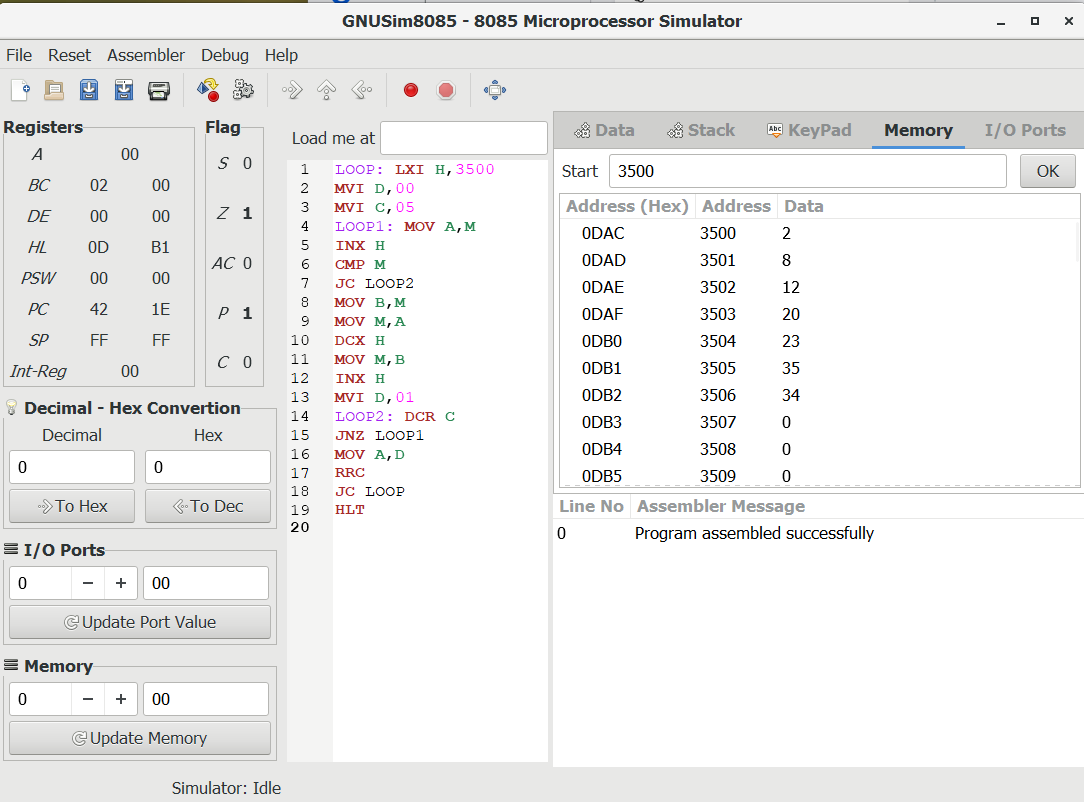 GNUSim8085 - 8085 Microprocessor Simulator
File Reset Assembler Debug Help
Registers
A 00
BC 02 00
DE 00 00
HL 0D B1
PSW 00 00
PC 42 1E
SP FF FF
Int-Reg 00
Flag
S 0
Z 1
AC 0
P 1
C 0
Decimal - Hex Convertion
Decimal Hex
0 0
To Hex To Dec
I/O Ports
0 − + 00
Update Port Value
Memory
0 − + 00
Update Memory
Load me at
1 LOOP: LXI H,3500
2 MVI D,00
3 MVI C,05
4 LOOP1: MOV A,M
5 INX H
6 CMP M
7 JC LOOP2
8 MOV B,M
9 MOV M,A
10 DCX H
11 MOV M,B
12 INX H
13 MVI D,01
14 LOOP2: DCR C
15 JNZ LOOP1
16 MOV A,D
17 RRC
18 JC LOOP
19 HLT
20
Data Stack Abc KeyPad Memory I/O Ports
Start 3500 OK
Address (Hex) Address Data
0DAC 3500 2
0DAD 3501 8
0DAE 3502 12
0DAF 3503 20
0DB0 3504 23
0DB1 3505 35
0DB2 3506 34
0DB3 3507 0
0DB4 3508 0
0DB5 3509 0
Line No Assembler Message
0 Program assembled successfully
Simulator: Idle